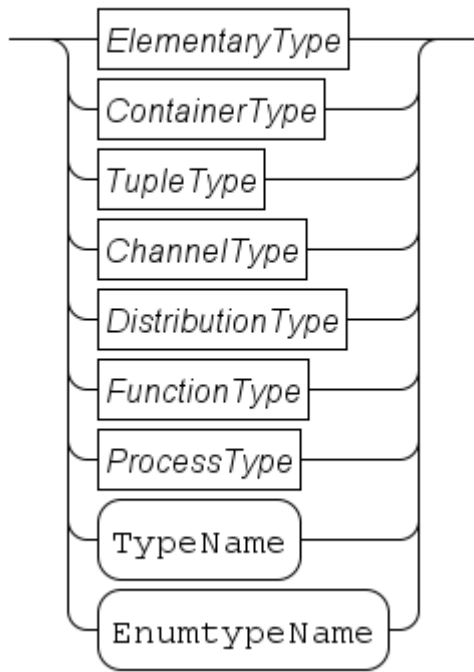 ElementaryType
ContainerType
TupleType
ChannelType
DistributionType
FunctionType
ProcessType
TypeName
EnumtypeName